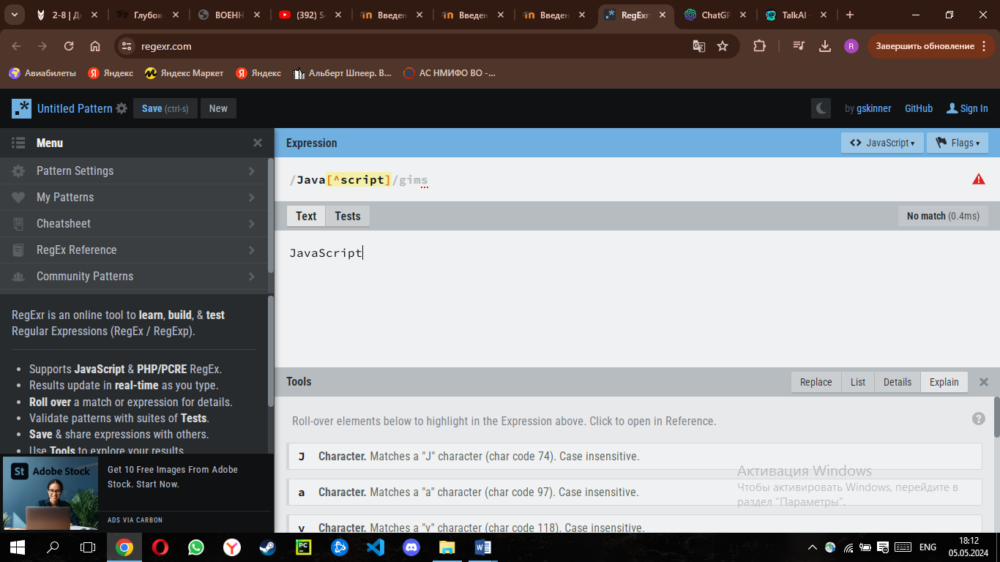 2-8 | Де
Глубок
ВОЕНН
(392) Sc
Введен
Введен
Введен
RegExr
ChatGP
TalkAI -
regexr.com
R
Завершить обновление
Авиабилеты
Яндекс
Яндекс Маркет
Яндекс
Альберт Шпеер. В...
АС НМИФО ВО -...
Untitled Pattern
Save (ctrl-s)
New
by gskinner
GitHub
Sign In
Menu
Expression
JavaScript
Flags
Pattern Settings
/Java[^script]/gims
My Patterns
Cheatsheet
Text
Tests
No match (0.4ms)
RegEx Reference
JavaScript
Community Patterns
RegExr is an online tool to learn, build, & test
Regular Expressions (RegEx / RegExp).
Supports JavaScript & PHP/PCRE RegEx.
Results update in real-time as you type.
Roll over a match or expression for details.
Validate patterns with suites of Tests.
Save & share expressions with others.
Use Tools to explore your results.
Tools
Replace
List
Details
Explain
Roll-over elements below to highlight in the Expression above. Click to open in Reference.
J Character. Matches a "J" character (char code 74). Case insensitive.
a Character. Matches a "a" character (char code 97). Case insensitive.
v Character. Matches a "v" character (char code 118). Case insensitive.
St Adobe Stock
Get 10 Free Images From Adobe
Stock. Start Now.
ADS VIA CARBON
Активация Windows
Чтобы активировать Windows, перейдите в
раздел "Параметры".
ENG
18:12
05.05.2024